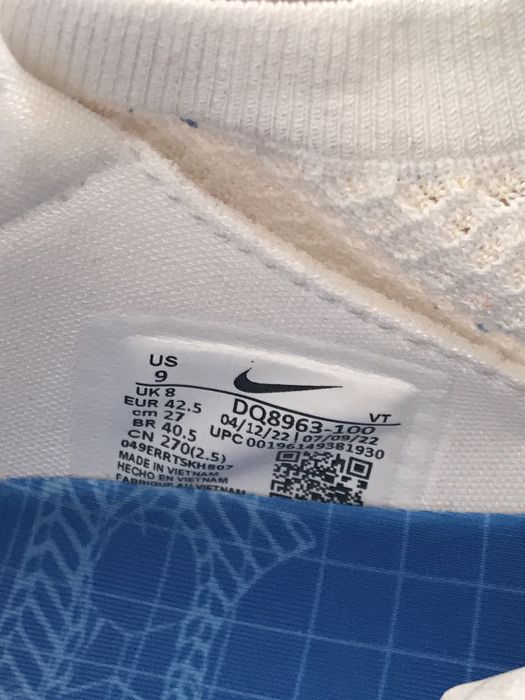 US
9
UK 8
EUR 42.5
cm 27
BR 40.5
CN 270(2.5)
DQ8963-100
VT
04/12/22 | 07/09/22
UPC 00196149381930
049ERRTSKH907
MADE IN VIETNAM
HECHO EN VIETNAM
FABRIQUE AU VIETNAM